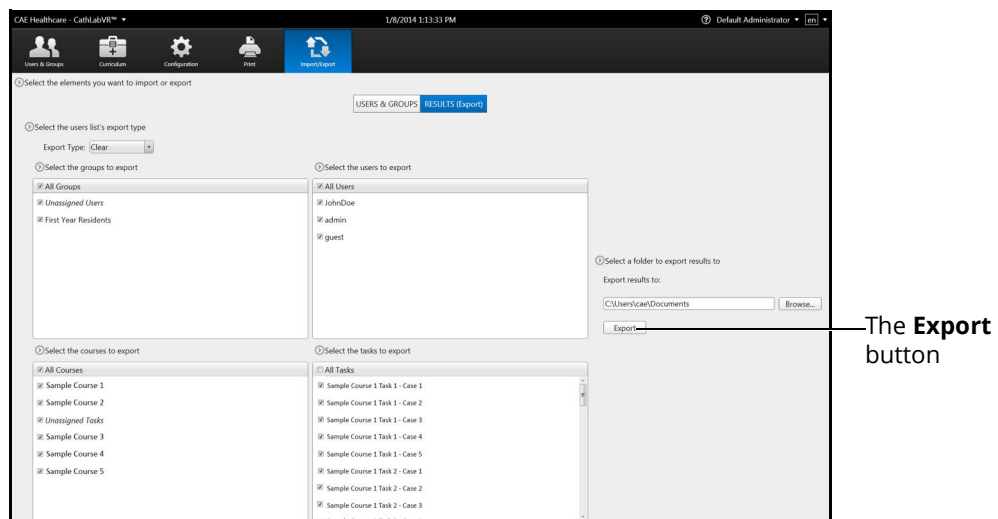 CAE Healthcare - CathLabVR™
1/8/2014 1:13:33 PM
Default Administrator
en
Users & Groups
Curriculum
Configuration
Print
Import/Export
Select the elements you want to import or export
USERS & GROUPS
RESULTS (Export)
Select the users list's export type
Export Type: Clear
Select the groups to export
All Groups
Unassigned Users
First Year Residents
Select the users to export
All Users
JohnDoe
admin
guest
Select a folder to export results to
Export results to:
C:\Users\cae\Documents
Browse...
Export
The Export
button
Select the courses to export
All Courses
Sample Course 1
Sample Course 2
Unassigned Tasks
Sample Course 3
Sample Course 4
Sample Course 5
Select the tasks to export
All Tasks
Sample Course 1 Task 1 - Case 1
Sample Course 1 Task 1 - Case 2
Sample Course 1 Task 1 - Case 3
Sample Course 1 Task 1 - Case 4
Sample Course 1 Task 1 - Case 5
Sample Course 1 Task 2 - Case 1
Sample Course 1 Task 2 - Case 2
Sample Course 1 Task 2 - Case 3